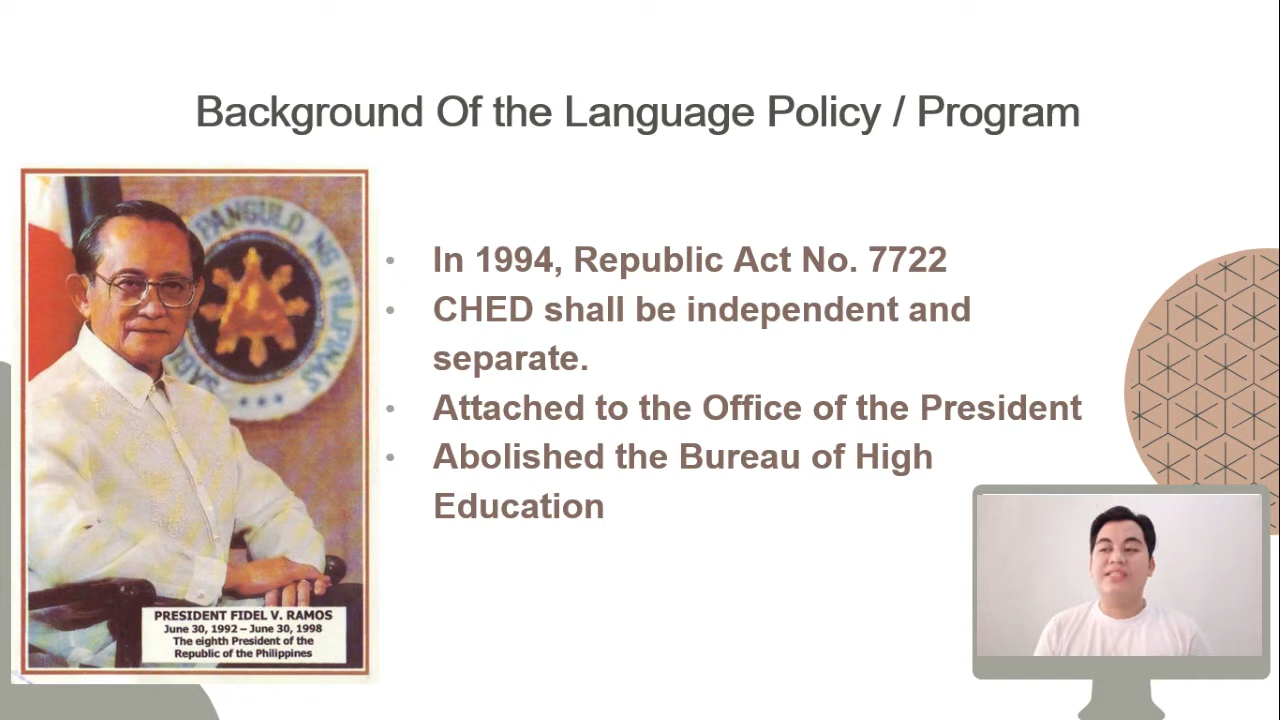 Background Of the Language Policy / Program
PANGULO NG PILIPINAS
SAGISAG
• In 1994, Republic Act No. 7722
• CHED shall be independent and
separate.
• Attached to the Office of the President
• Abolished the Bureau of High
Education
PRESIDENT FIDEL V. RAMOS
June 30, 1992 – June 30, 1998
The eighth President of the
Republic of the Philippines